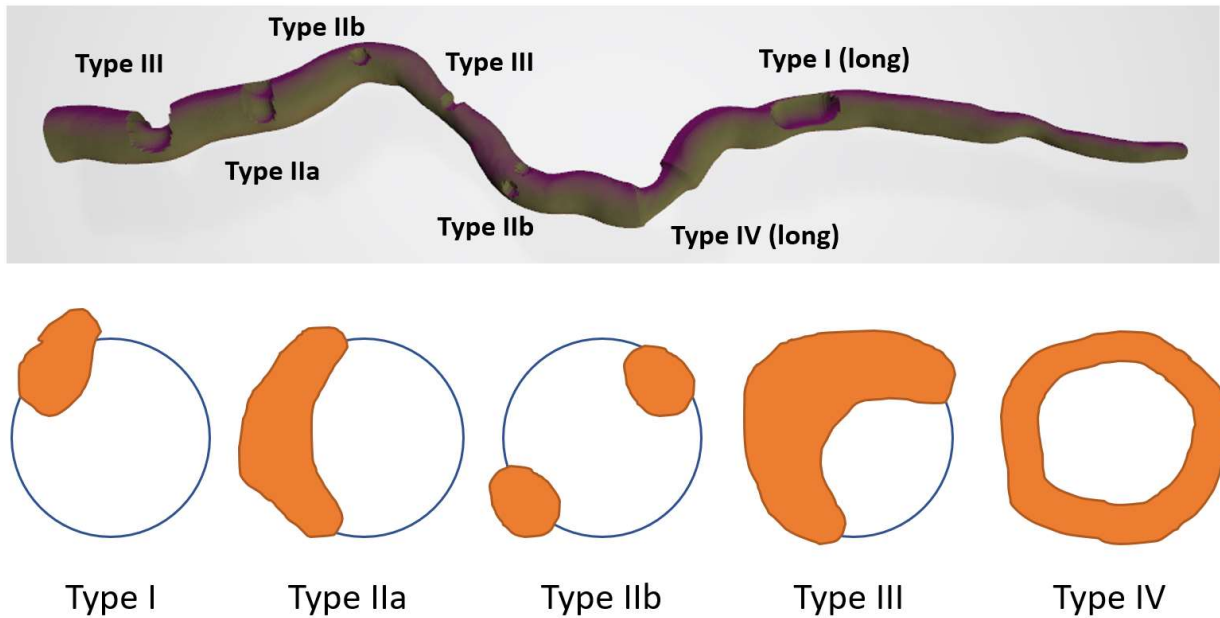 Type IIb
Type III
Type III
Type I (long)
Type IIa
Type IIb
Type IV (long)
Type I
Type IIa
Type IIb
Type III
Type IV